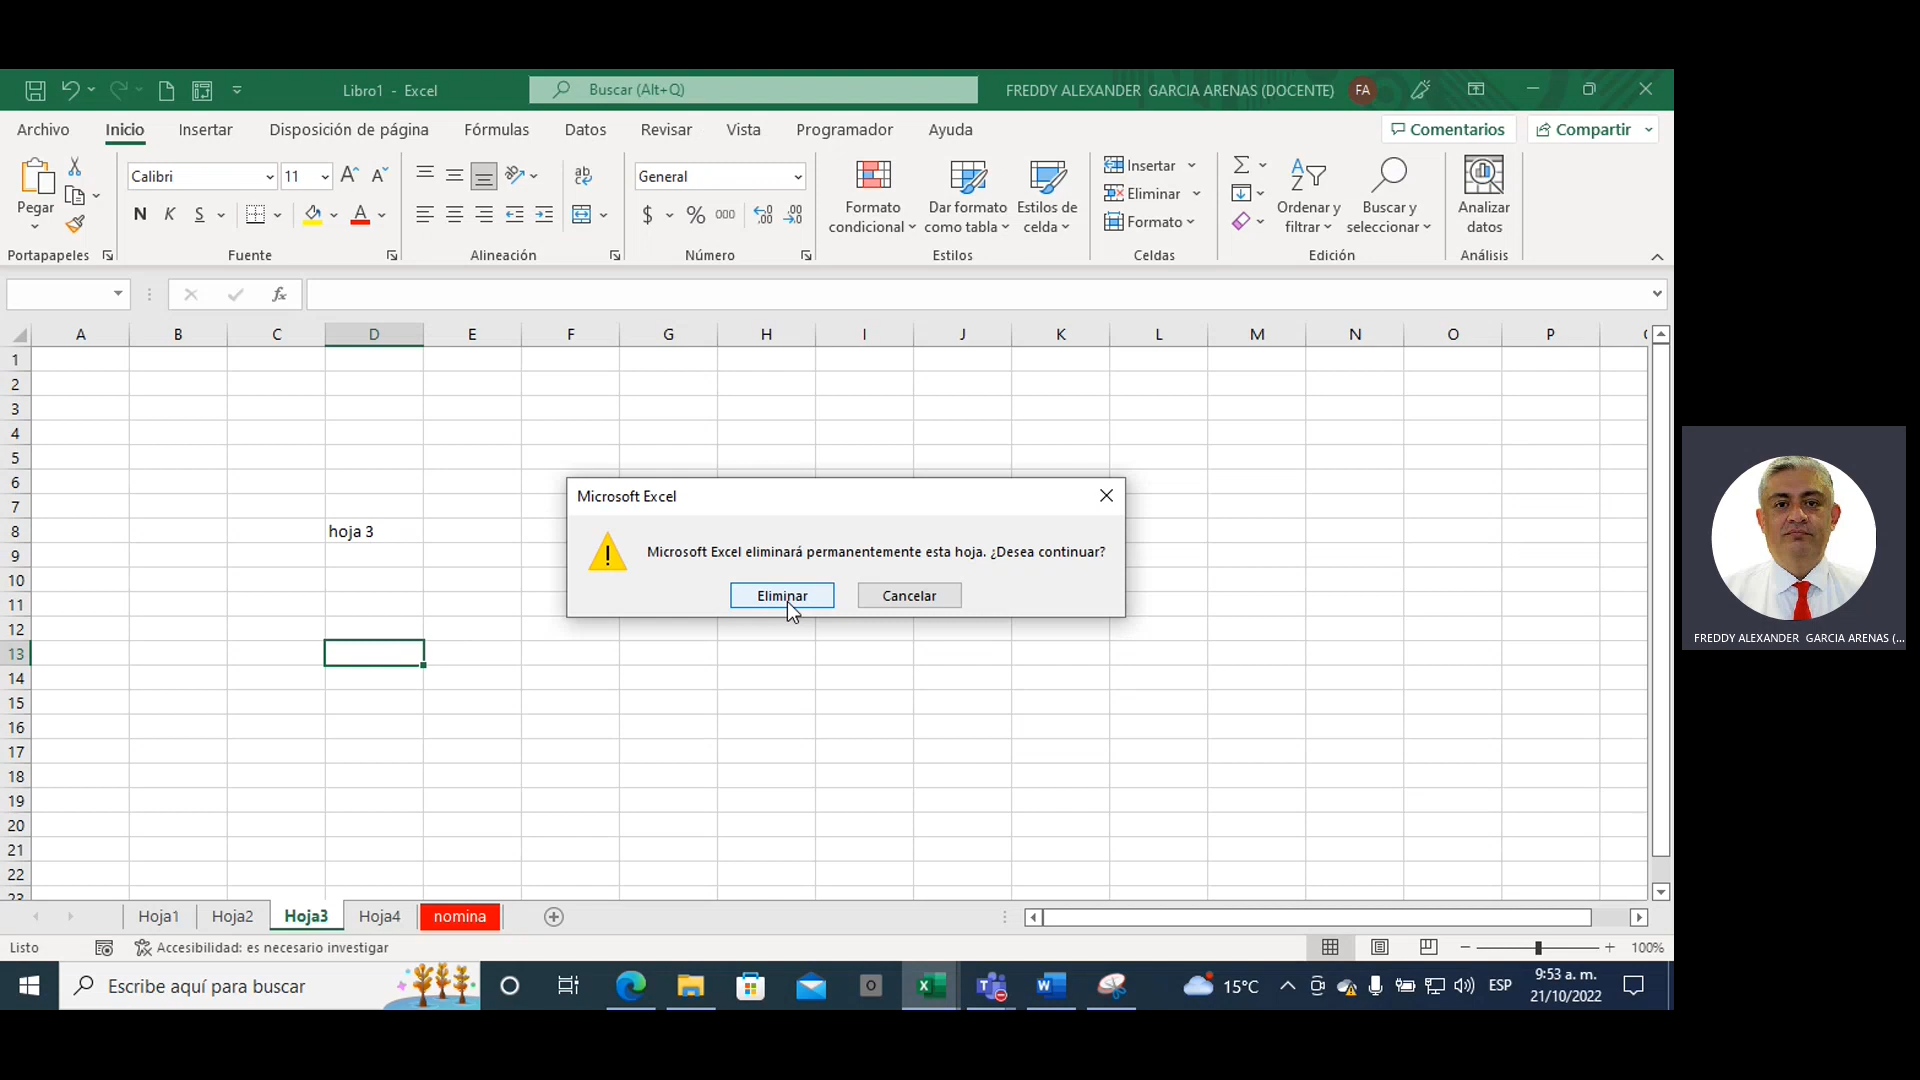 Libro1 - Excel
Buscar (Alt+Q)
FREDDY ALEXANDER GARCIA ARENAS (DOCENTE)
FA
Archivo
Inicio
Insertar
Disposición de página
Fórmulas
Datos
Revisar
Vista
Programador
Ayuda
Comentarios
Compartir
Pegar
Portapapeles
Calibri
11
N K S
Fuente
ab
Alineación
General
$ % 000
Número
Formato
condicional
Dar formato
como tabla
Estilos de
celda
Estilos
Insertar
Eliminar
Formato
Celdas
Ordenar y
filtrar
Buscar y
seleccionar
Edición
Analizar
datos
Análisis
fx
A B C D E F G H I J K L M N O P
1
2
3
4
5
6
7
8
hoja 3
9
10
11
12
13
14
15
16
17
18
19
20
21
22
23
Microsoft Excel
Microsoft Excel eliminará permanentemente esta hoja. ¿Desea continuar?
Eliminar
Cancelar
FREDDY ALEXANDER GARCIA ARENAS (...
Hoja1
Hoja2
Hoja3
Hoja4
nomina
Listo
Accesibilidad: es necesario investigar
100%
Escribe aquí para buscar
15°C
ESP
9:53 a. m.
21/10/2022